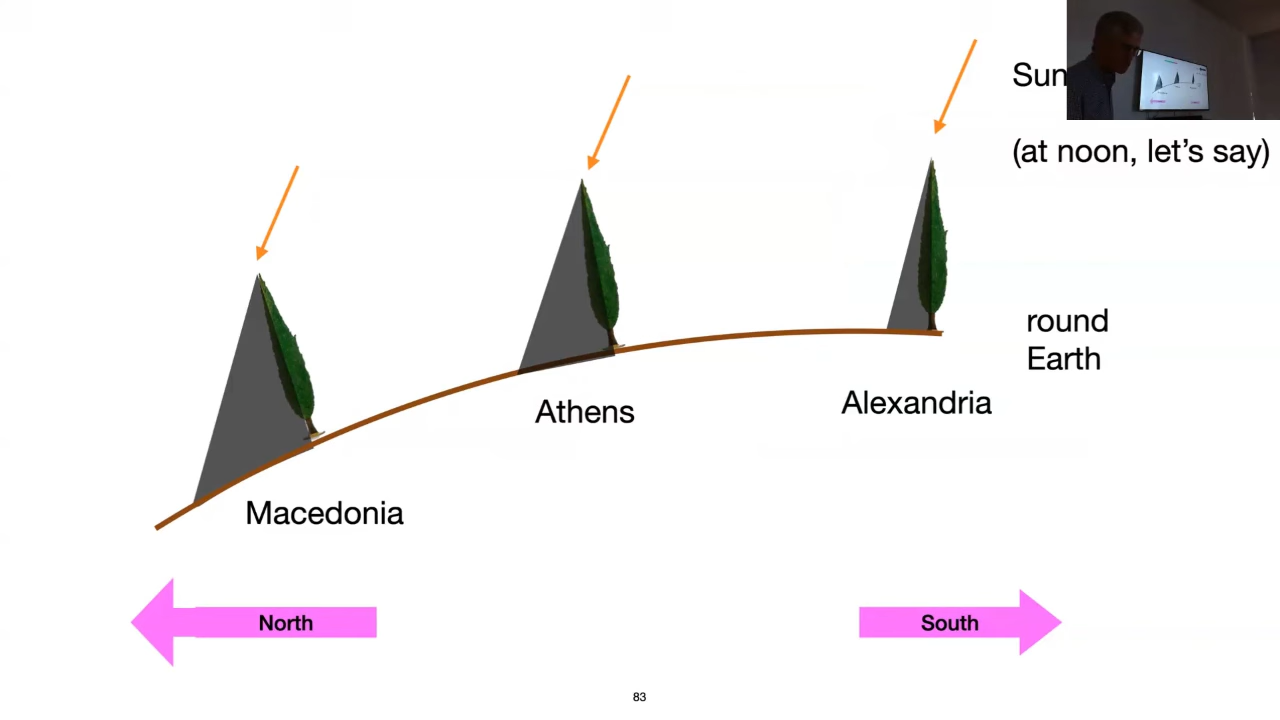 Sun
(at noon, let's say)
round
Earth
Alexandria
Athens
Macedonia
North
South
83